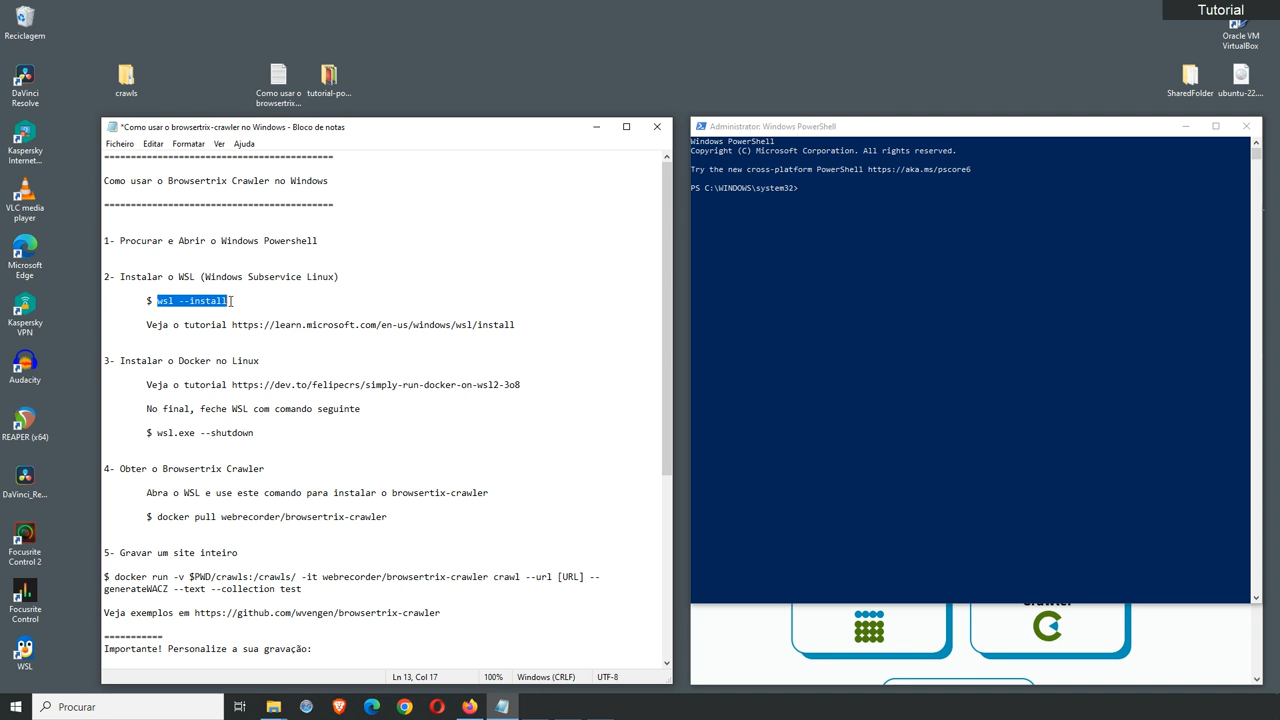 Tutorial
Reciclagem
DaVinci
Resolve
Kaspersky
Internet...
VLC media
player
Microsoft
Edge
Kaspersky
VPN
Audacity
REAPER (x64)
DaVinci_Re...
Focusrite
Control 2
Focusrite
Control
WSL
crawls
Como usar o
browsertrix...
tutorial-po...
Oracle VM
VirtualBox
SharedFolder
ubuntu-22....
*Como usar o browsertrix-crawler no Windows - Bloco de notas
Ficheiro Editar Formatar Ver Ajuda
===========================================
Como usar o Browsertrix Crawler no Windows
===========================================
1- Procurar e Abrir o Windows Powershell
2- Instalar o WSL (Windows Subservice Linux)
$ wsl --install
Veja o tutorial https://learn.microsoft.com/en-us/windows/wsl/install
3- Instalar o Docker no Linux
Veja o tutorial https://dev.to/felipecrs/simply-run-docker-on-wsl2-3o8
No final, feche WSL com comando seguinte
$ wsl.exe --shutdown
4- Obter o Browsertrix Crawler
Abra o WSL e use este comando para instalar o browsertix-crawler
$ docker pull webrecorder/browsertrix-crawler
5- Gravar um site inteiro
$ docker run -v $PWD/crawls:/crawls/ -it webrecorder/browsertrix-crawler crawl --url [URL] --
generateWACZ --text --collection test
Veja exemplos em https://github.com/wvengen/browsertrix-crawler
===========
Importante! Personalize a sua gravação:
Ln 13, Col 17 100% Windows (CRLF) UTF-8
Administrator: Windows PowerShell
Windows PowerShell
Copyright (C) Microsoft Corporation. All rights reserved.
Try the new cross-platform PowerShell https://aka.ms/pscore6
PS C:\WINDOWS\system32>
Crawler
Procurar